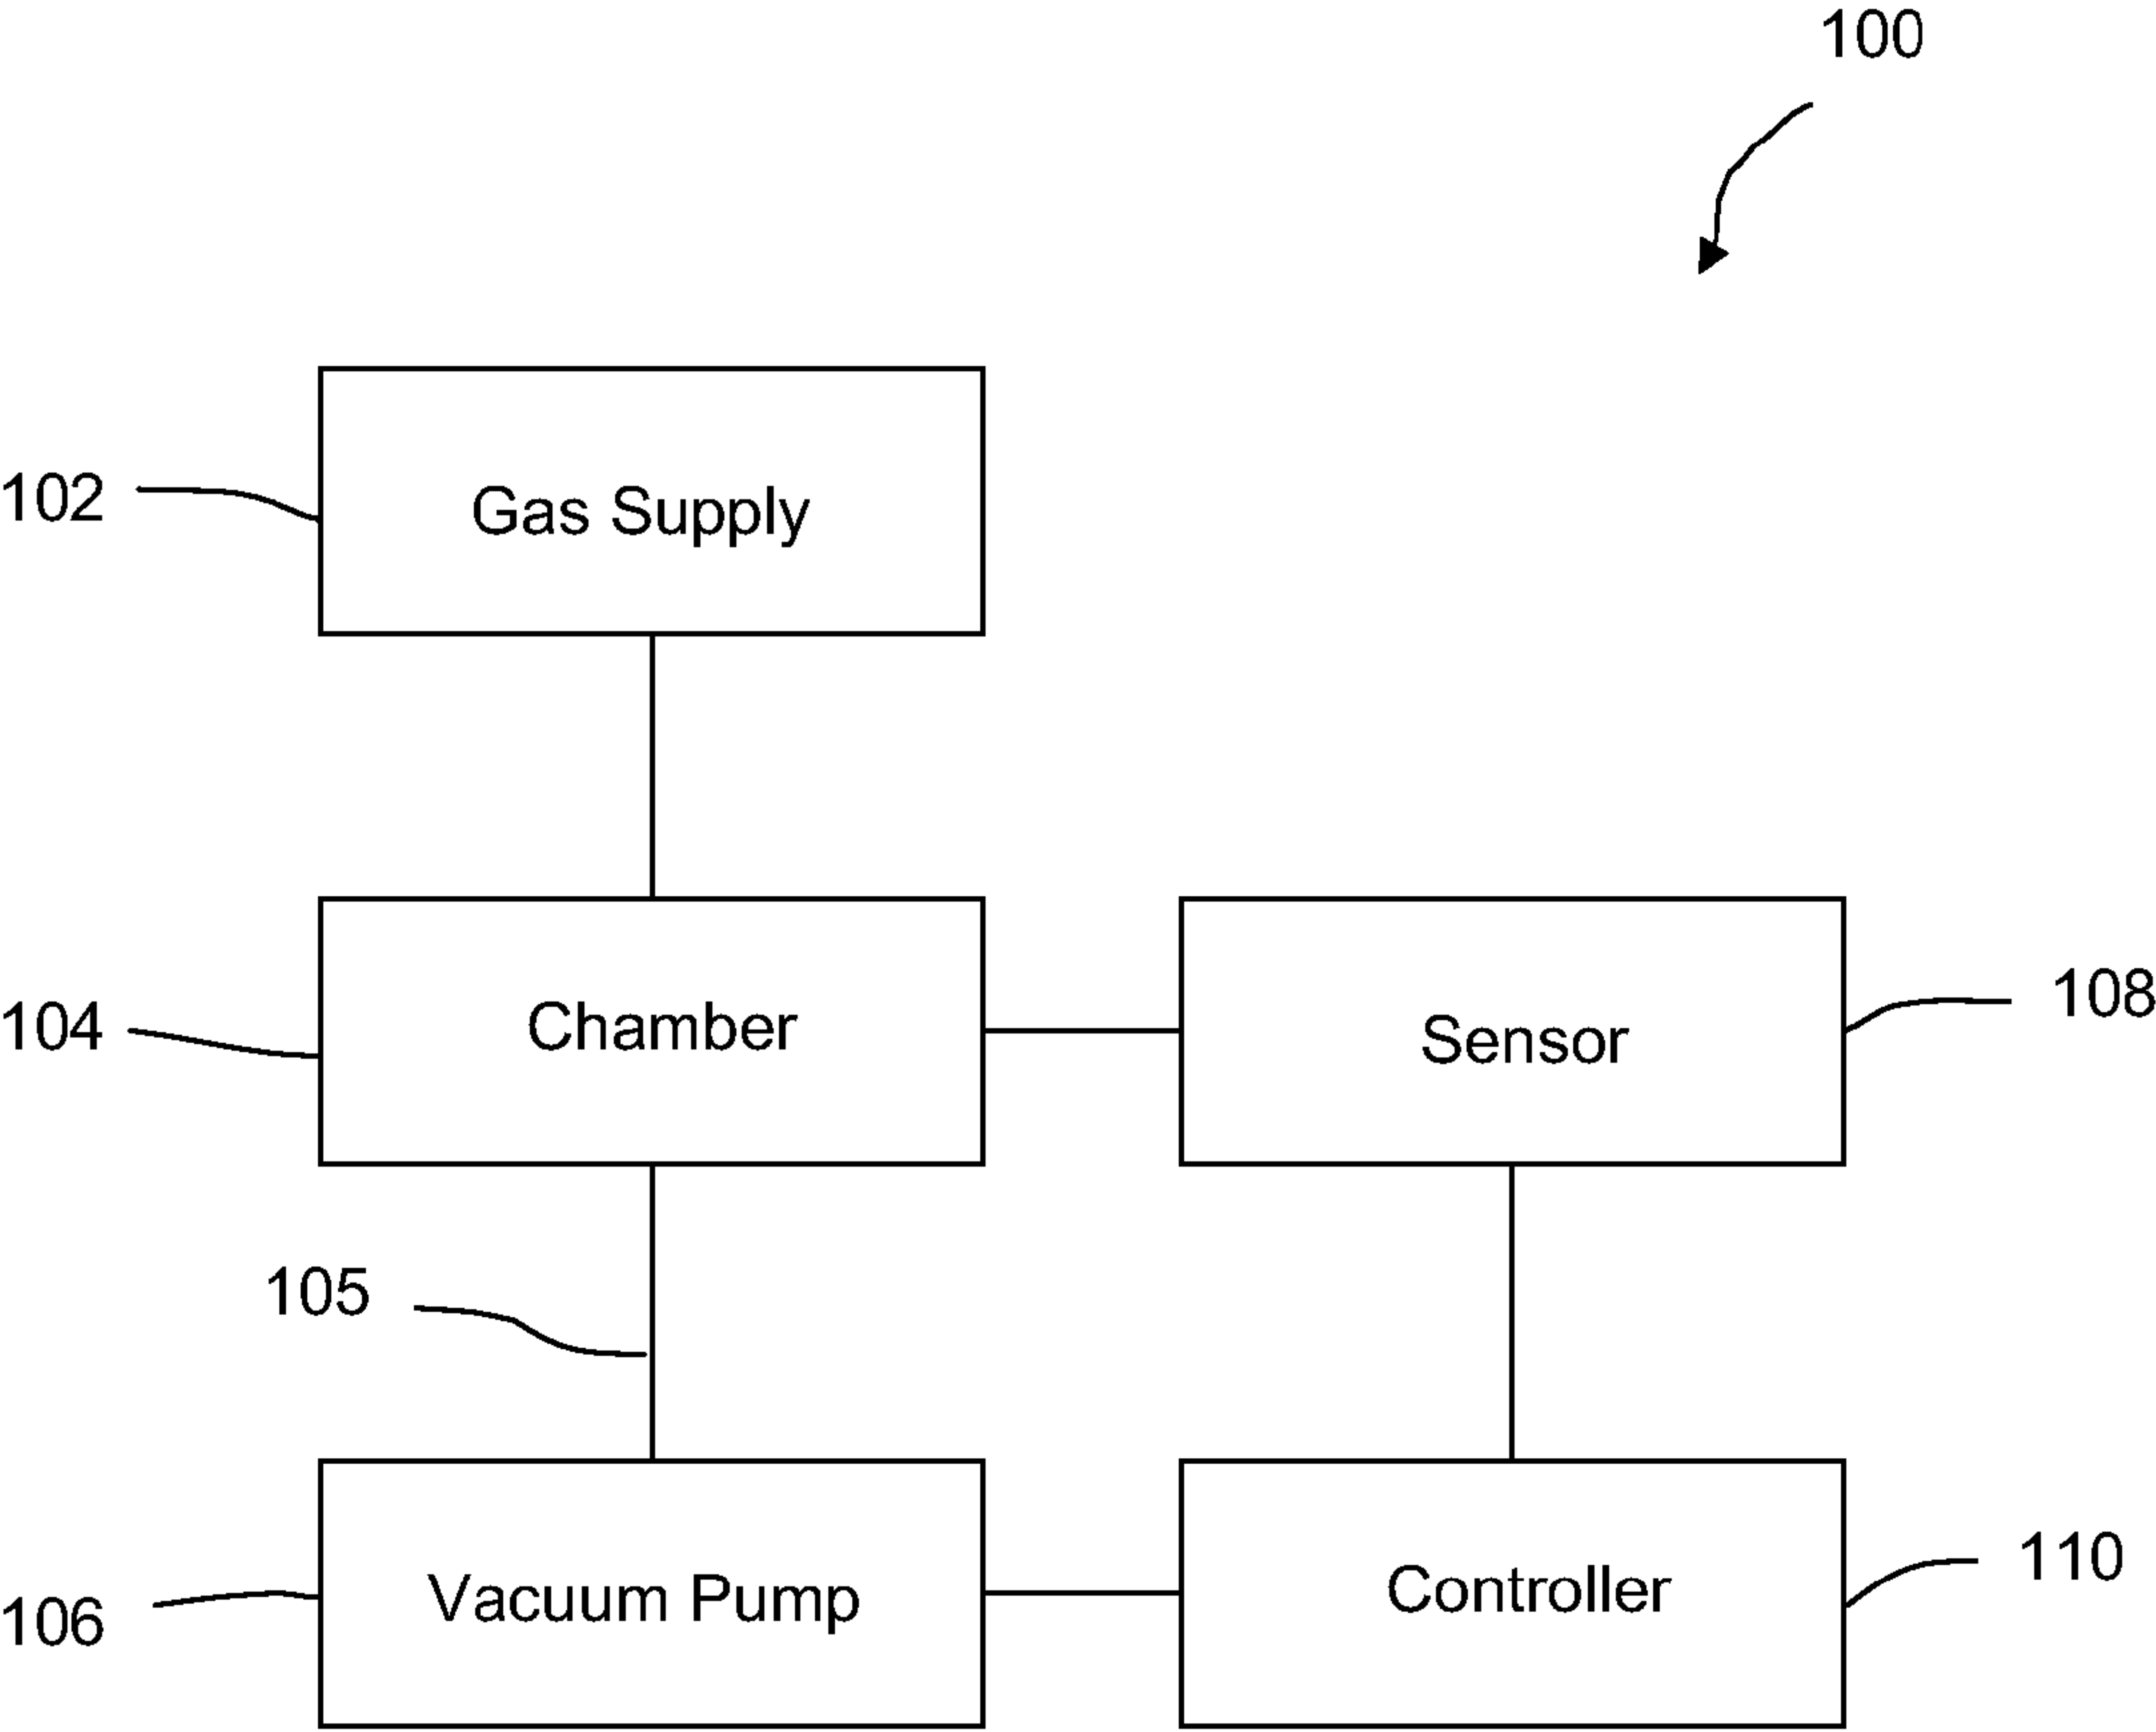 100
102
Gas Supply
104
Chamber
Sensor
108
105
106
Vacuum Pump
Controller
110